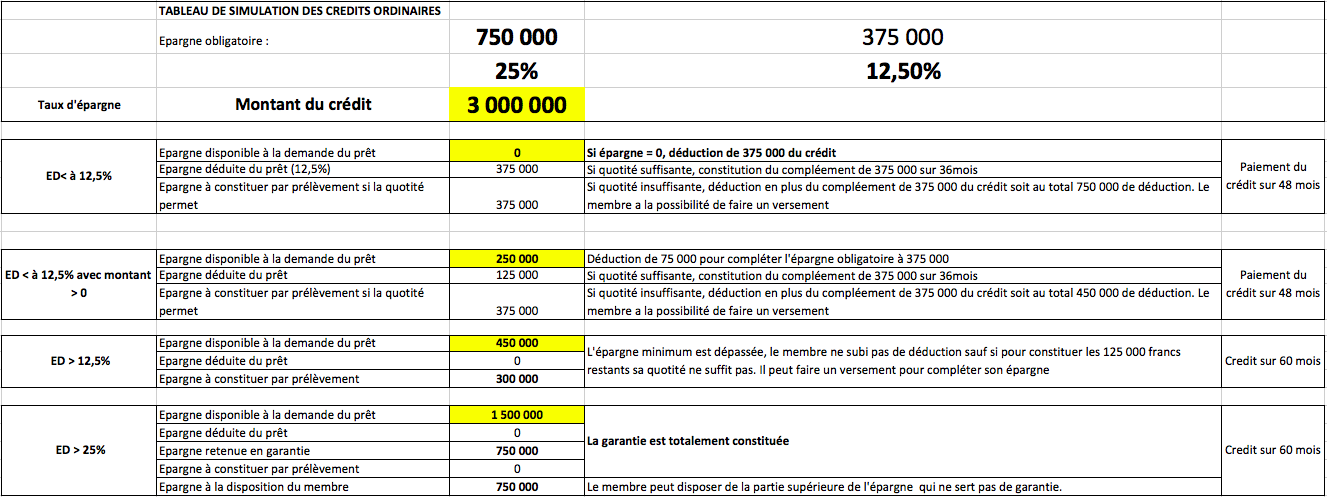 TABLEAU DE SIMULATION DES CREDITS ORDINAIRES
Epargne obligatoire : 750 000 375 000
25% 12,50%
Taux d'épargne Montant du crédit 3 000 000
ED< à 12,5%
Epargne disponible à la demande du prêt 0 Si épargne = 0, déduction de 375 000 du crédit
Epargne déduite du prêt (12,5%) 375 000 Si quotité suffisante, constitution du compléement de 375 000 sur 36mois
Epargne à constituer par prélèvement si la quotité
permet 375 000
Si quotité insuffisante, déduction en plus du compléement de 375 000 du crédit soit au total 750 000 de déduction. Le
membre a la possibilité de faire un versement
Paiement du
crédit sur 48 mois
ED < à 12,5% avec montant
> 0
Epargne disponible à la demande du prêt 250 000 Déduction de 75 000 pour compléter l'épargne obligatoire à 375 000
Epargne déduite du prêt 125 000 Si quotité suffisante, constitution du compléement de 375 000 sur 36mois
Epargne à constituer par prélèvement si la quotité
permet 375 000
Si quotité insuffisante, déduction en plus du compléement de 375 000 du crédit soit au total 450 000 de déduction. Le
membre a la possibilité de faire un versement
Paiement du
crédit sur 48 mois
ED > 12,5%
Epargne disponible à la demande du prêt 450 000
Epargne déduite du prêt 0
Epargne à constituer par prélèvement 300 000
L'épargne minimum est dépassée, le membre ne subi pas de déduction sauf si pour constituer les 125 000 francs
restants sa quotité ne suffit pas. Il peut faire un versement pour compléter son épargne
Credit sur 60 mois
ED > 25%
Epargne disponible à la demande du prêt 1 500 000
Epargne déduite du prêt 0
Epargne retenue en garantie 750 000
Epargne à constituer par prélèvement 0
La garantie est totalement constituée
Epargne à la disposition du membre 750 000 Le membre peut disposer de la partie supérieure de l'épargne qui ne sert pas de garantie.
Credit sur 60 mois